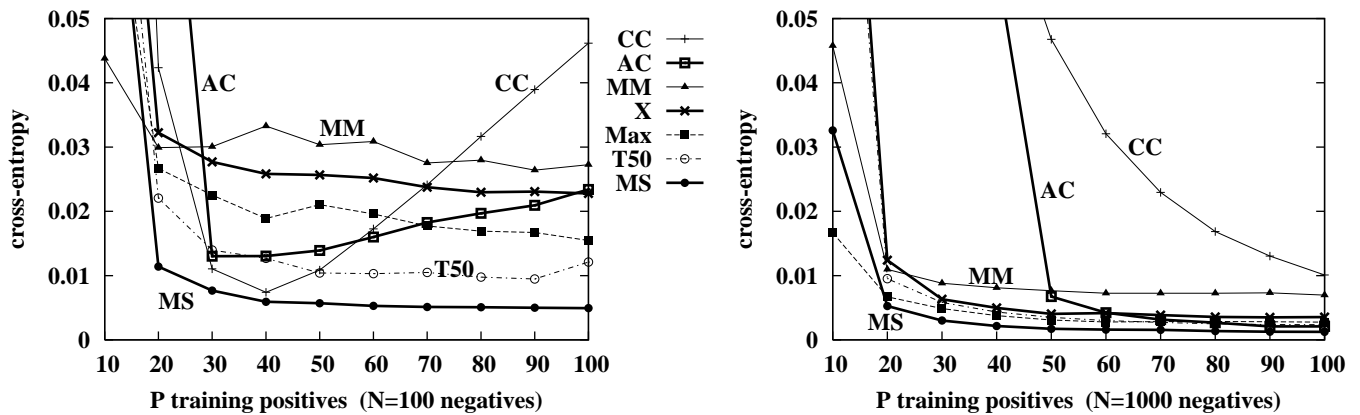 0.05
0.04
0.03
0.02
0.01
0
cross-entropy
10 20 30 40 50 60 70 80 90 100
P training positives (N=100 negatives)
AC
CC
MM
T50
MS
CC
AC
MM
X
Max
T50
MS
0.05
0.04
0.03
0.02
0.01
0
cross-entropy
10 20 30 40 50 60 70 80 90 100
P training positives (N=1000 negatives)
CC
AC
MM
MS